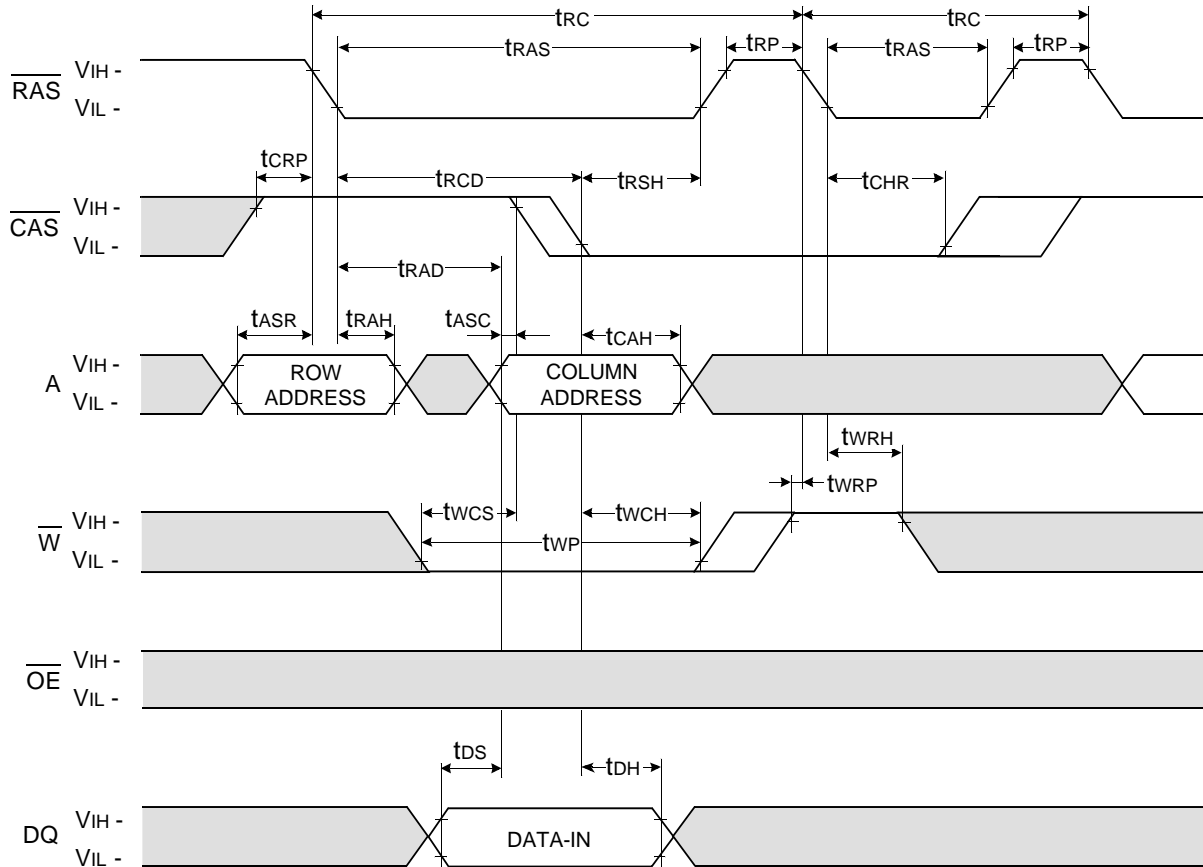 tRC tRC
tRAS tRP tRAS tRP
RAS VIH -
VIL -
tCRP tRCD tRSH tCHR
CAS VIH -
VIL -
tRAD
tASR tRAH tASC tCAH
A VIH -
VIL -
ROW
ADDRESS
COLUMN
ADDRESS
tWRH
tWRP
tWCS tWCH
W VIH -
VIL -
tWP
OE VIH -
VIL -
tDS tDH
DQ VIH -
VIL -
DATA-IN